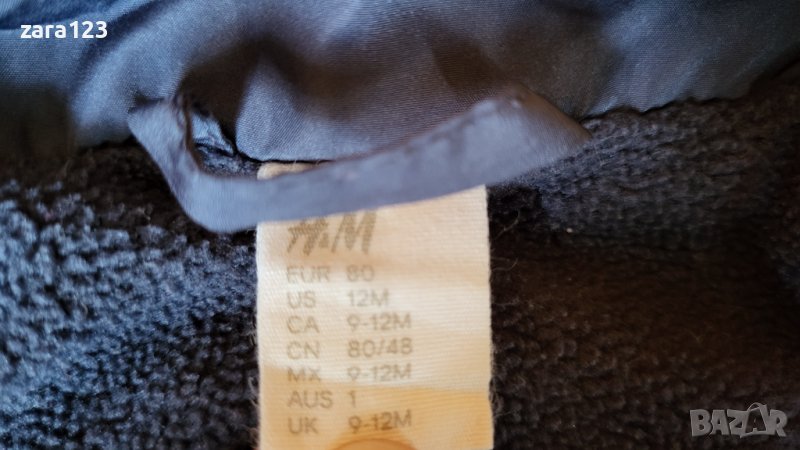 zara123
H&M
EUR 80
US 12M
CA 9-12M
CN 80/48
MX 9-12M
AUS 1
UK 9-12M
BAZAR